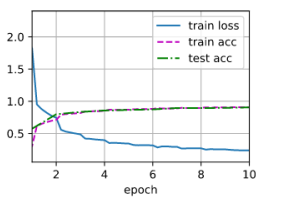 2.0
1.5
1.0
0.5
train loss
train acc
test acc
2 4 6 8 10
epoch